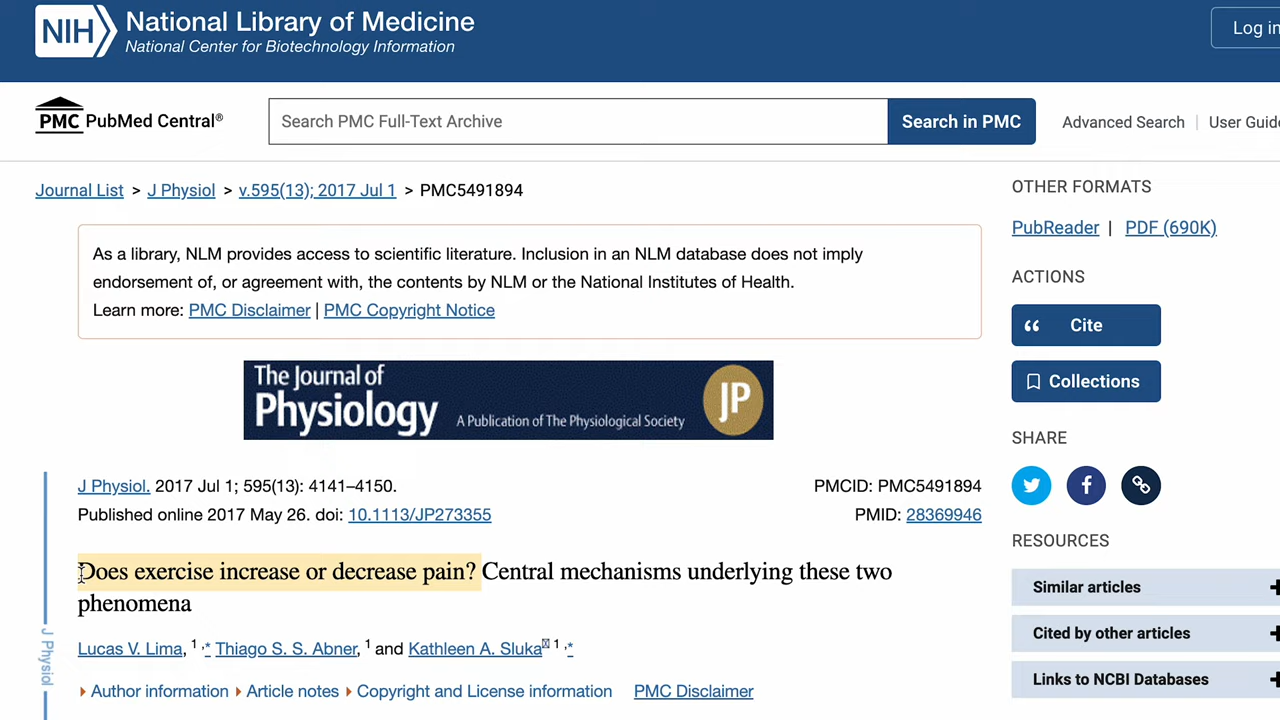 NIH National Library of Medicine
National Center for Biotechnology Information
Log in
PMC PubMed Central®
Search PMC Full-Text Archive
Search in PMC
Advanced Search | User Guide
Journal List > J Physiol > v.595(13); 2017 Jul 1 > PMC5491894
As a library, NLM provides access to scientific literature. Inclusion in an NLM database does not imply
endorsement of, or agreement with, the contents by NLM or the National Institutes of Health.
Learn more: PMC Disclaimer | PMC Copyright Notice
The Journal of
Physiology A Publication of The Physiological Society JP
J Physiol. 2017 Jul 1; 595(13): 4141–4150.
Published online 2017 May 26. doi: 10.1113/JP273355
PMCID: PMC5491894
PMID: 28369946
Does exercise increase or decrease pain? Central mechanisms underlying these two
phenomena
Lucas V. Lima, 1 ,* Thiago S. S. Abner, 1 and Kathleen A. Sluka 1 ,*
Author information Article notes Copyright and License information PMC Disclaimer
J Physiol
OTHER FORMATS
PubReader | PDF (690K)
ACTIONS
Cite
Collections
SHARE
RESOURCES
Similar articles
Cited by other articles
Links to NCBI Databases